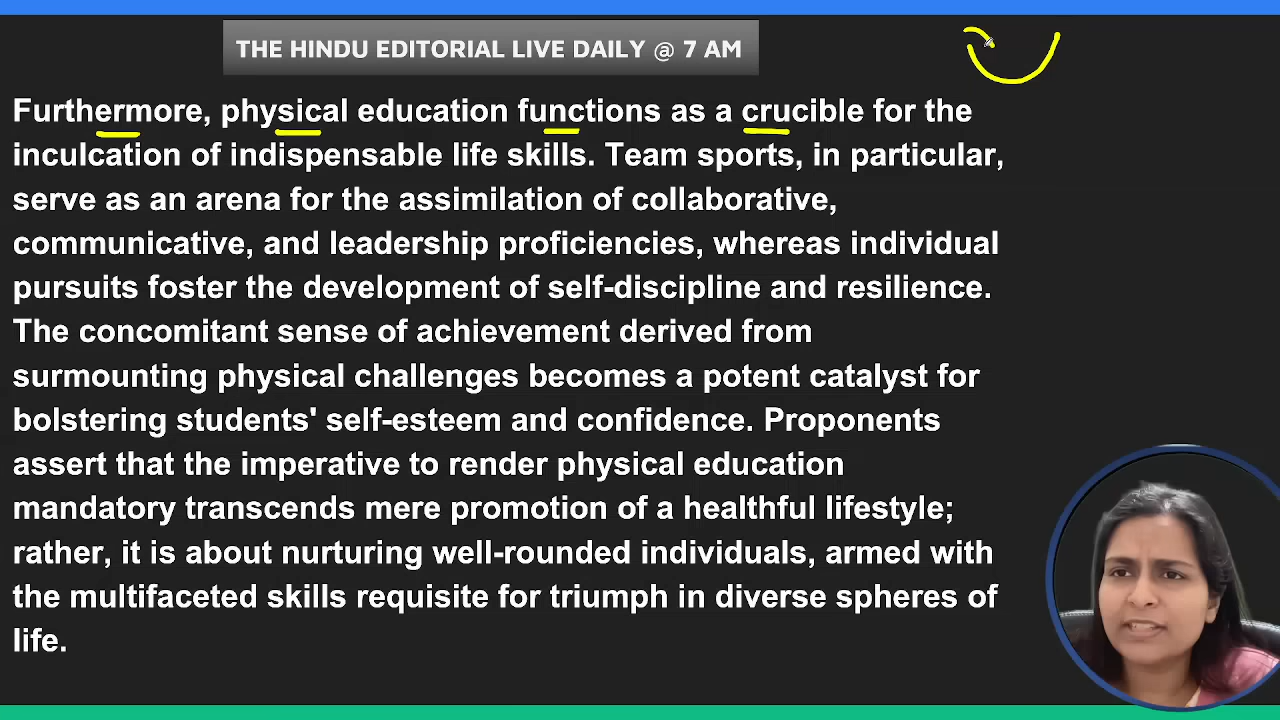 THE HINDU EDITORIAL LIVE DAILY @ 7 AM
Furthermore, physical education functions as a crucible for the
inculcation of indispensable life skills. Team sports, in particular,
serve as an arena for the assimilation of collaborative,
communicative, and leadership proficiencies, whereas individual
pursuits foster the development of self-discipline and resilience.
The concomitant sense of achievement derived from
surmounting physical challenges becomes a potent catalyst for
bolstering students' self-esteem and confidence. Proponents
assert that the imperative to render physical education
mandatory transcends mere promotion of a healthful lifestyle;
rather, it is about nurturing well-rounded individuals, armed with
the multifaceted skills requisite for triumph in diverse spheres of
life.